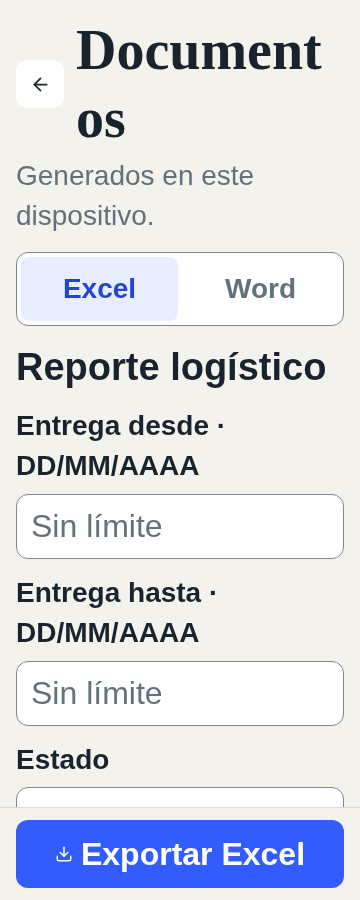 Document
os
Generados en este
dispositivo.
Excel
Word
Reporte logístico
Entrega desde ·
DD/MM/AAAA
Sin límite
Entrega hasta ·
DD/MM/AAAA
Sin límite
Estado
Exportar Excel